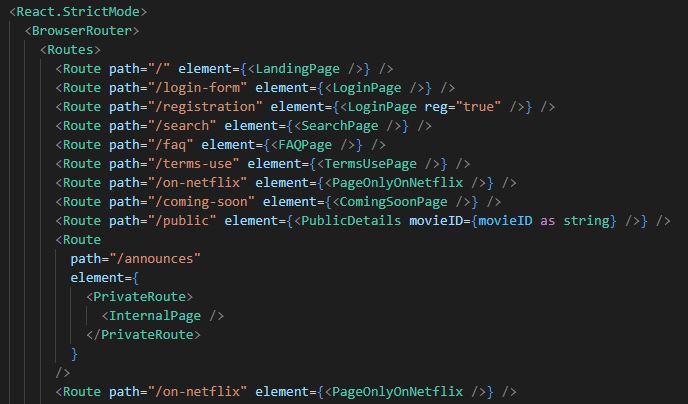 <React.StrictMode>
<BrowserRouter>
<Routes>
<Route path="/" element={<LandingPage />} />
<Route path="/login-form" element={<LoginPage />} />
<Route path="/registration" element={<LoginPage reg="true" />} />
<Route path="/search" element={<SearchPage />} />
<Route path="/faq" element={<FAQPage />} />
<Route path="/terms-use" element={<TermsUsePage />} />
<Route path="/on-netflix" element={<PageOnlyOnNetflix />} />
<Route path="/coming-soon" element={<ComingSoonPage />} />
<Route path="/public" element={<PublicDetails movieID={movieID as string} />} />
<Route
path="/announces"
element={
<PrivateRoute>
<InternalPage />
</PrivateRoute>
}
/>
<Route path="/on-netflix" element={<PageOnlyOnNetflix />} />